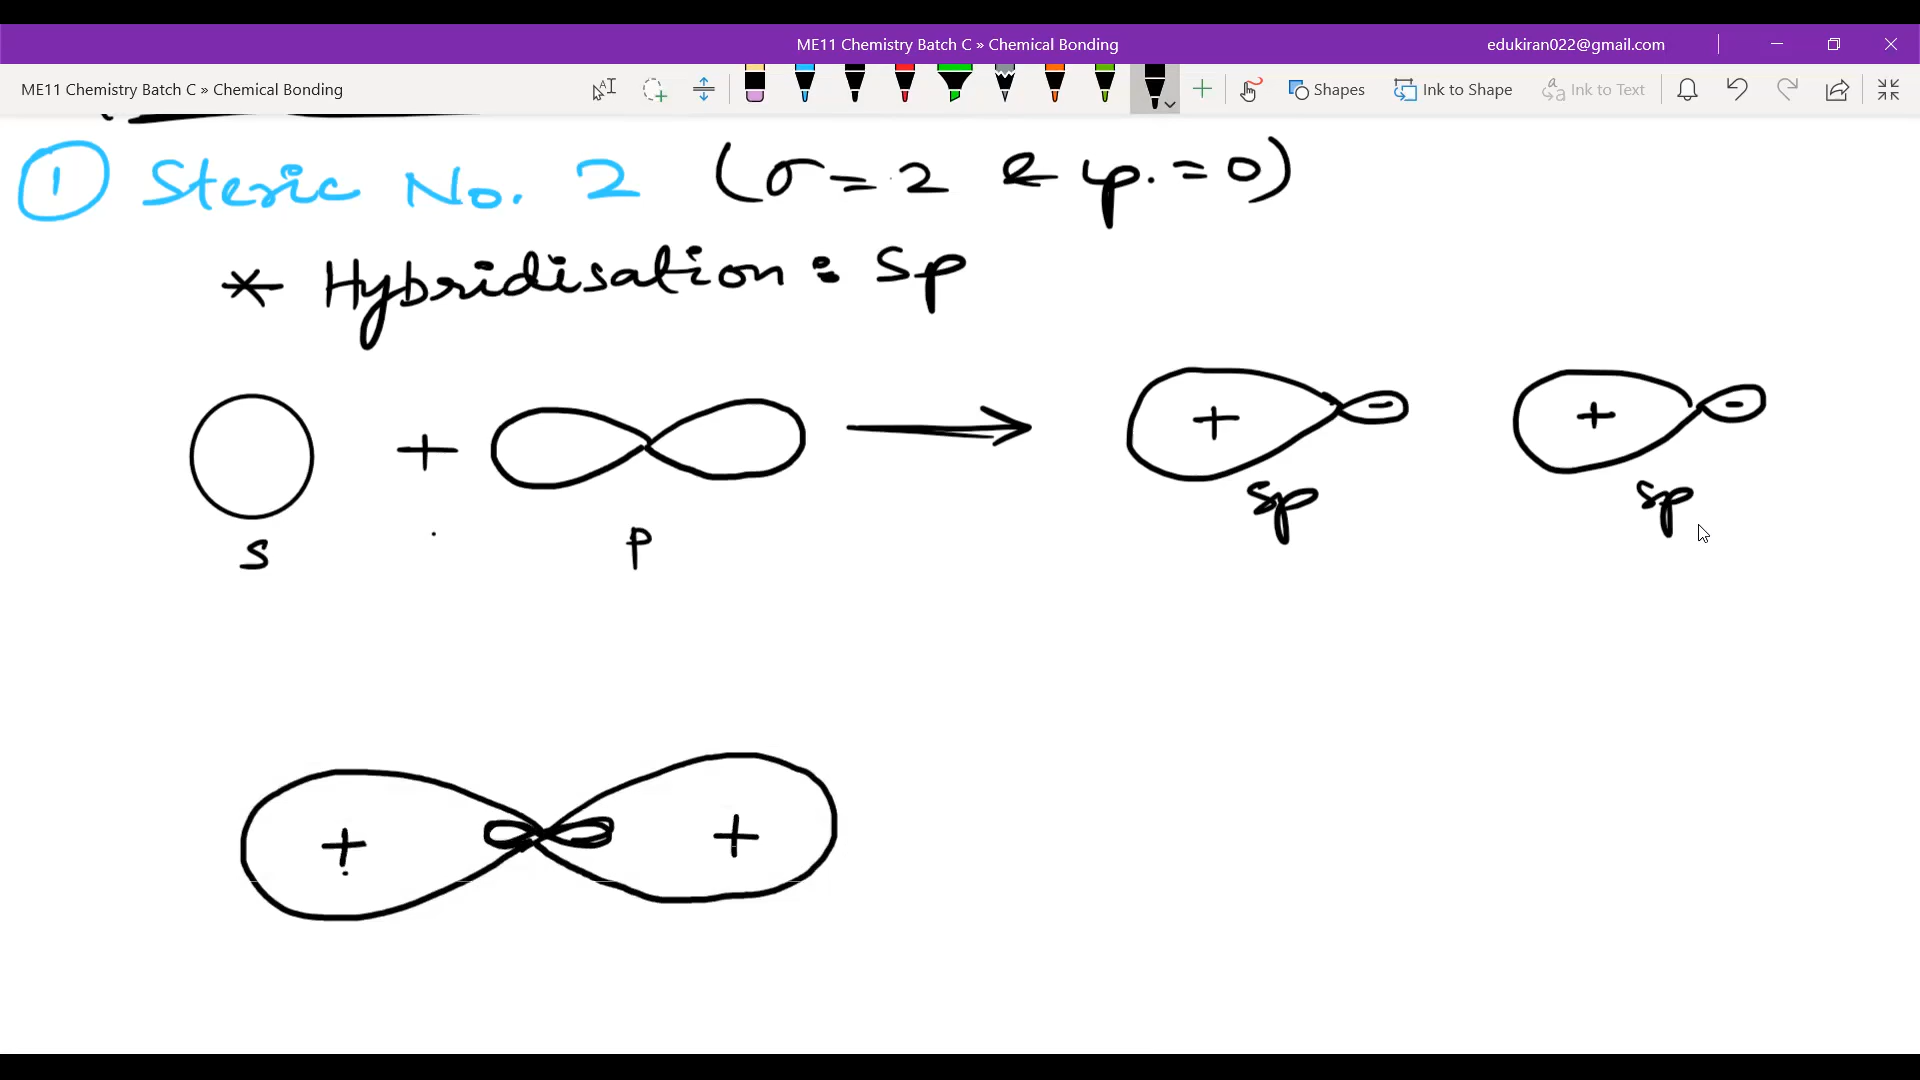 ME11 Chemistry Batch C » Chemical Bonding
edukiran022@gmail.com
ME11 Chemistry Batch C » Chemical Bonding
Shapes
Ink to Shape
Ink to Text
① Steric No. 2 (σ = 2 & lp. = 0)
* Hybridisation : Sp
+
+ -
+ -
s
p
sp
sp
+ +